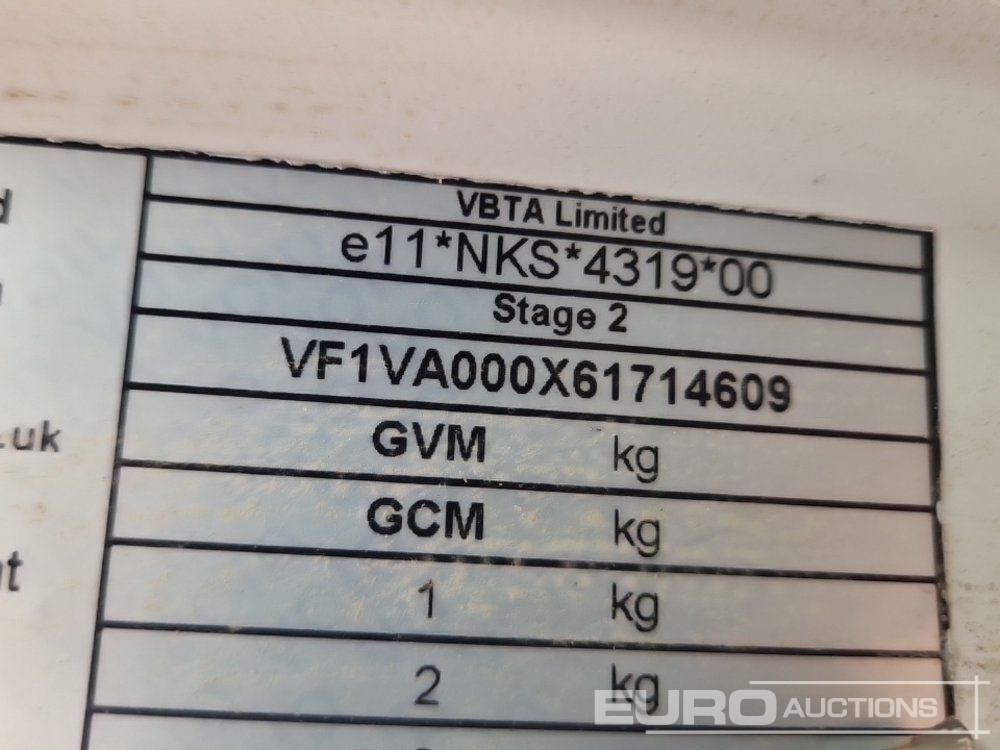 VBTA Limited
e11*NKS*4319*00
Stage 2
VF1VA000X61714609
GVM kg
GCM kg
1 kg
2 kg
.uk
EURO AUCTIONS